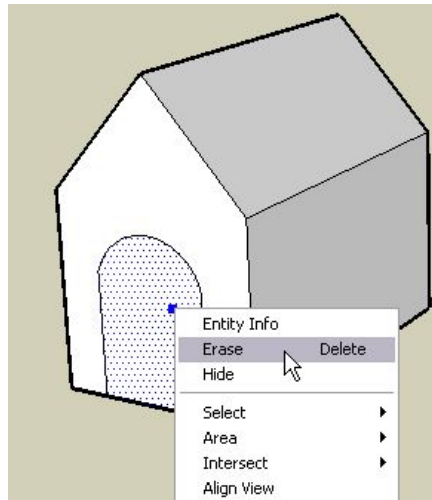 Entity Info
Erase Delete
Hide
Select
Area
Intersect
Align View